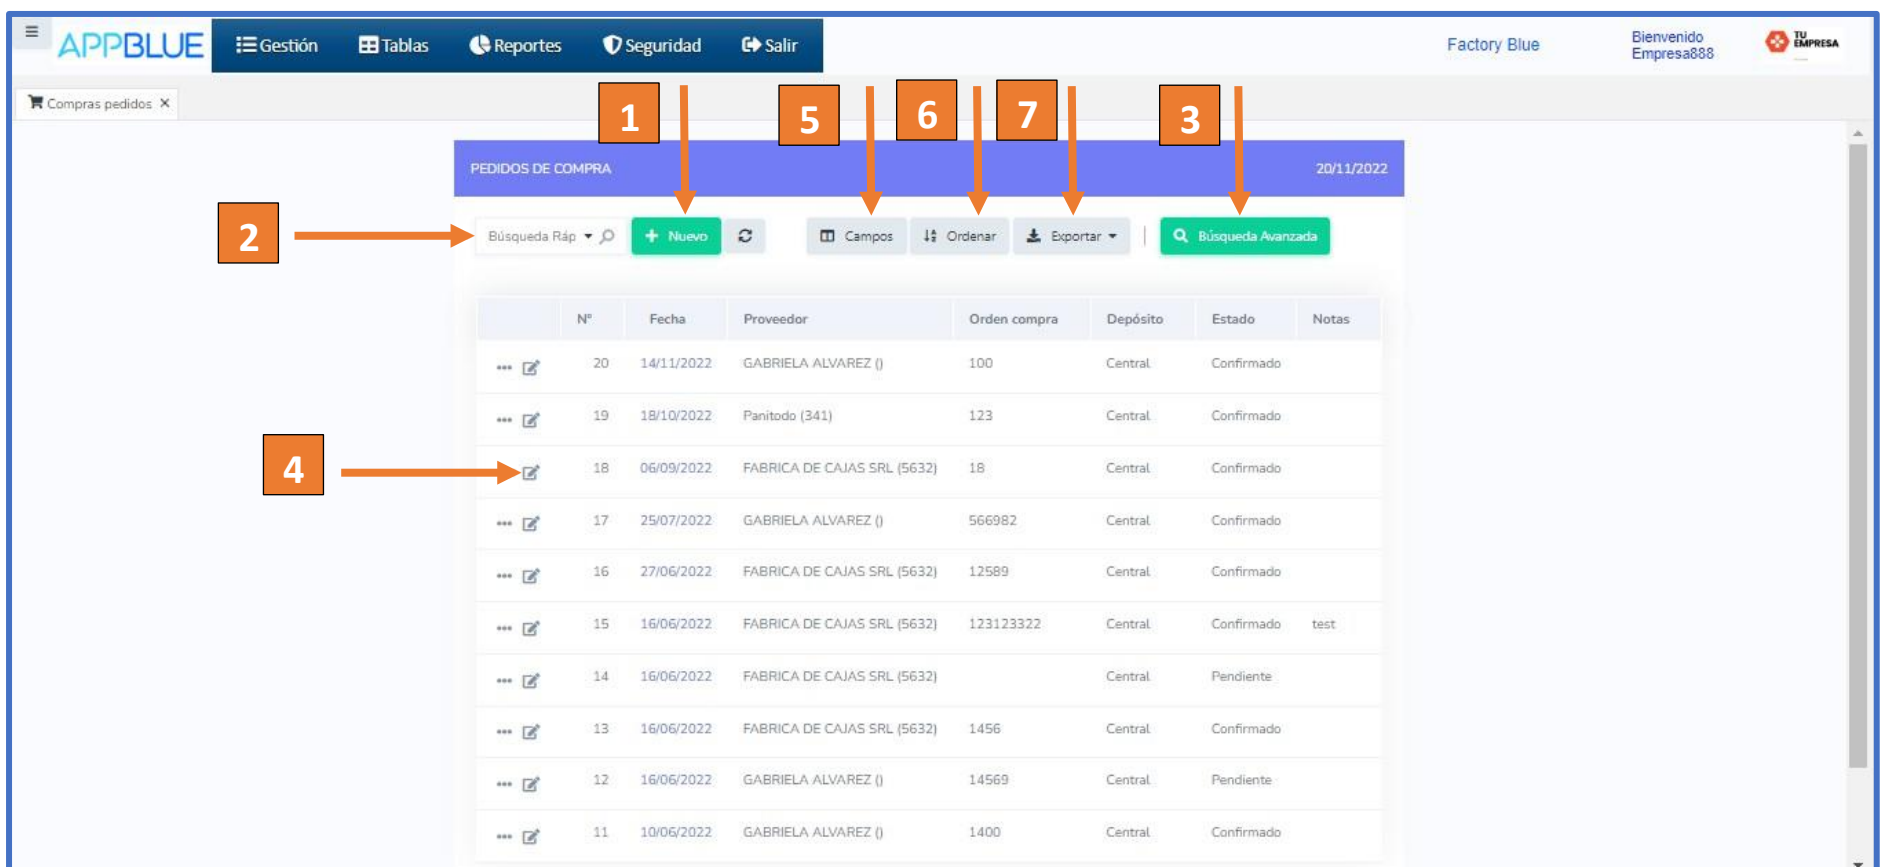 APPBLUE Gestión Tablas Reportes Seguridad Salir Factory Blue Bienvenido Empresa888 TU EMPRESA
Compras pedidos ×
1 5 6 7 3
PEDIDOS DE COMPRA 20/11/2022
2 Búsqueda Ráp Nuevo Campos Ordenar Exportar | Búsqueda Avanzada
N° Fecha Proveedor Orden compra Depósito Estado Notas
... 20 14/11/2022 GABRIELA ALVAREZ () 100 Central Confirmado
... 19 18/10/2022 Panitodo (341) 123 Central Confirmado
4 18 06/09/2022 FABRICA DE CAJAS SRL (5632) 18 Central Confirmado
... 17 25/07/2022 GABRIELA ALVAREZ () 566982 Central Confirmado
... 16 27/06/2022 FABRICA DE CAJAS SRL (5632) 12589 Central Confirmado
... 15 16/06/2022 FABRICA DE CAJAS SRL (5632) 123123322 Central Confirmado test
... 14 16/06/2022 FABRICA DE CAJAS SRL (5632) Central Pendiente
... 13 16/06/2022 FABRICA DE CAJAS SRL (5632) 1456 Central Confirmado
... 12 16/06/2022 GABRIELA ALVAREZ () 14569 Central Pendiente
... 11 10/06/2022 GABRIELA ALVAREZ () 1400 Central Confirmado